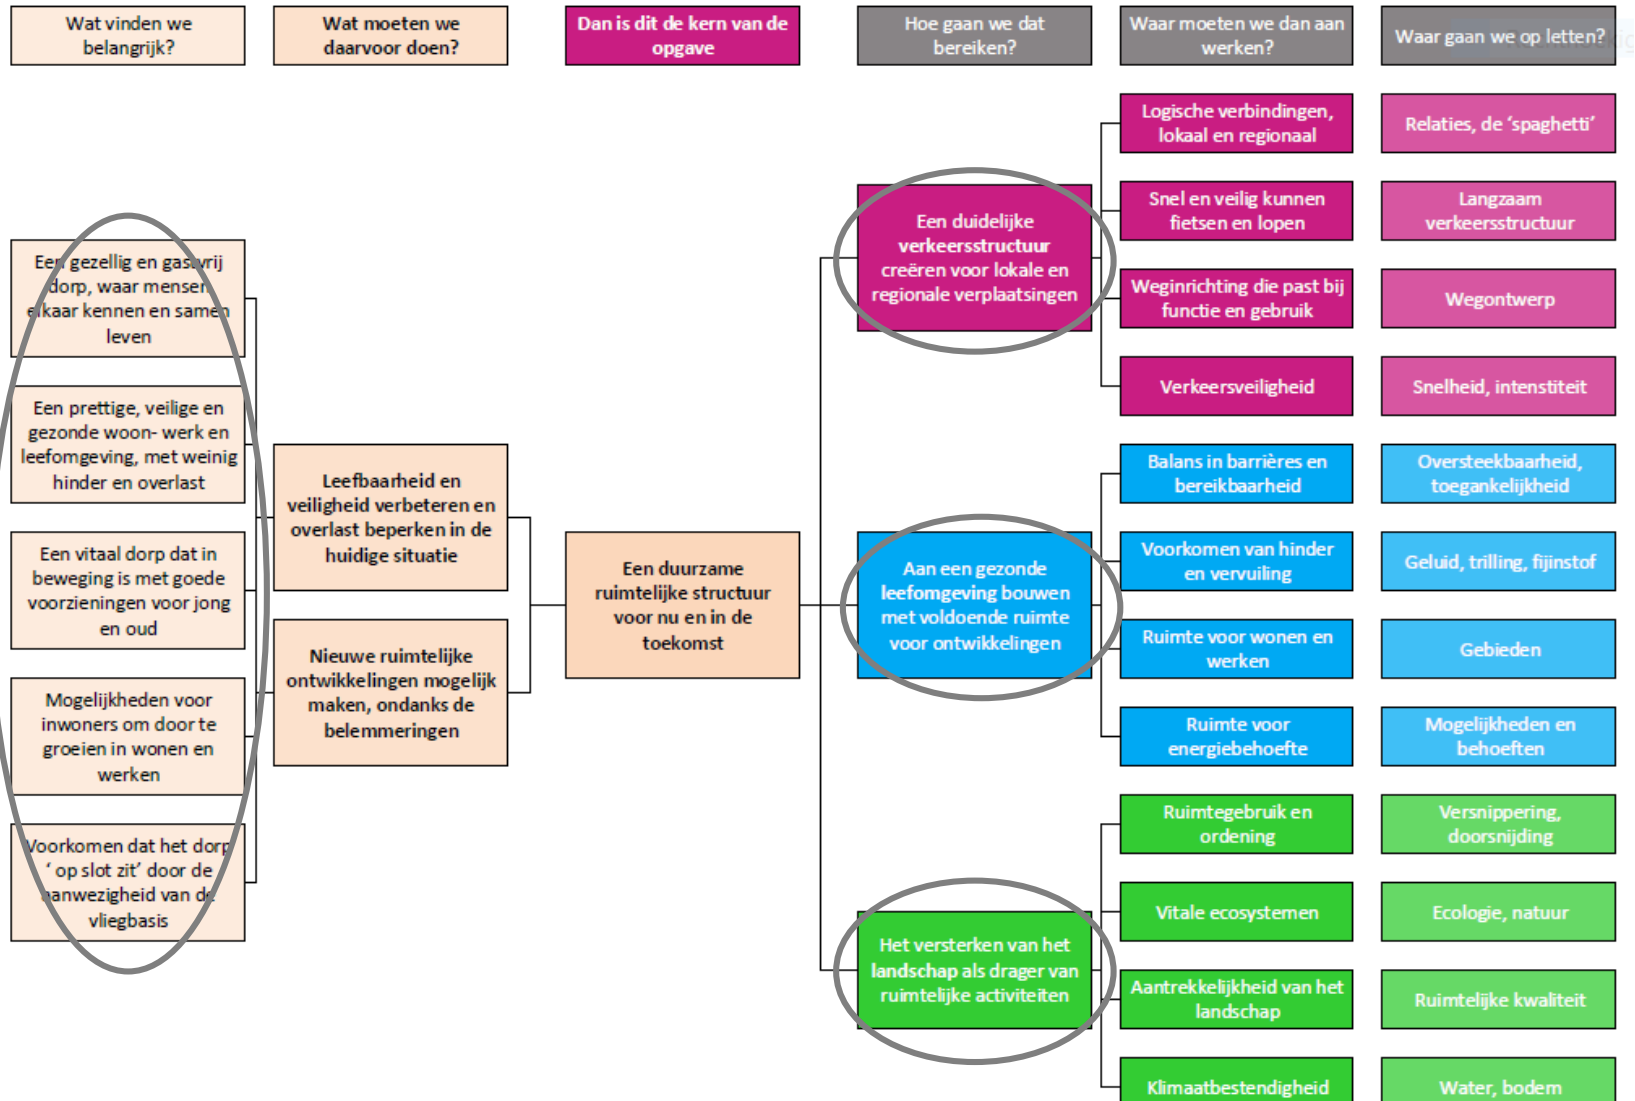 Wat vinden we
belangrijk?
Wat moeten we
daarvoor doen?
Dan is dit de kern van de
opgave
Hoe gaan we dat
bereiken?
Waar moeten we dan aan
werken?
Waar gaan we op letten?
Een gezellig en gastvrij
dorp, waar mensen
elkaar kennen en samen
leven
Een prettige, veilige en
gezonde woon- werk en
leefomgeving, met weinig
hinder en overlast
Een vitaal dorp dat in
beweging is met goede
voorzieningen voor jong
en oud
Mogelijkheden voor
inwoners om door te
groeien in wonen en
werken
Voorkomen dat het dorp
‘ op slot zit’ door de
aanwezigheid van de
vliegbasis
Leefbaarheid en
veiligheid verbeteren en
overlast beperken in de
huidige situatie
Nieuwe ruimtelijke
ontwikkelingen mogelijk
maken, ondanks de
belemmeringen
Een duurzame
ruimtelijke structuur
voor nu en in de
toekomst
Een duidelijke
verkeersstructuur
creëren voor lokale en
regionale verplaatsingen
Aan een gezonde
leefomgeving bouwen
met voldoende ruimte
voor ontwikkelingen
Het versterken van het
landschap als drager van
ruimtelijke activiteiten
Logische verbindingen,
lokaal en regionaal
Relaties, de ‘spaghetti’
Snel en veilig kunnen
fietsen en lopen
Langzaam
verkeersstructuur
Weginrichting die past bij
functie en gebruik
Wegontwerp
Verkeersveiligheid
Snelheid, intenstiteit
Balans in barrières en
bereikbaarheid
Oversteekbaarheid,
toegankelijkheid
Voorkomen van hinder
en vervuiling
Geluid, trilling, fijinstof
Ruimte voor wonen en
werken
Gebieden
Ruimte voor
energiebehoefte
Mogelijkheden en
behoeften
Ruimtegebruik en
ordening
Versnippering,
doorsnijding
Vitale ecosystemen
Ecologie, natuur
Aantrekkelijkheid van het
landschap
Ruimtelijke kwaliteit
Klimaatbestendigheid
Water, bodem